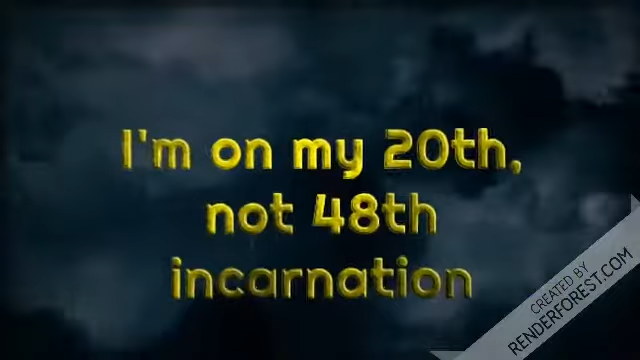 I'm on my 20th,
not 48th
incarnation
CREATED BY
RENDERFOREST.COM